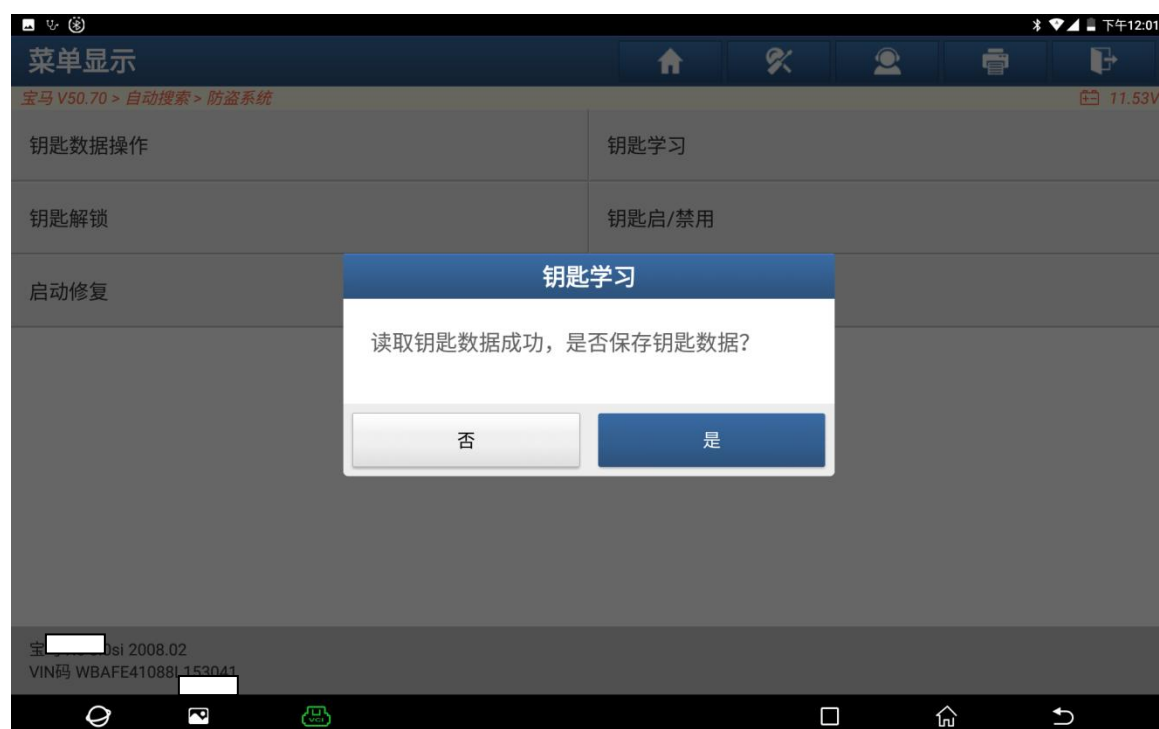 下午12:01
菜单显示
宝马 V50.70 > 自动搜索 > 防盗系统
11.53V
钥匙数据操作
钥匙学习
钥匙解锁
钥匙启/禁用
启动修复
钥匙学习
读取钥匙数据成功，是否保存钥匙数据？
否
是
宝
0si 2008.02
VIN码 WBAFE41088L153041
VCI